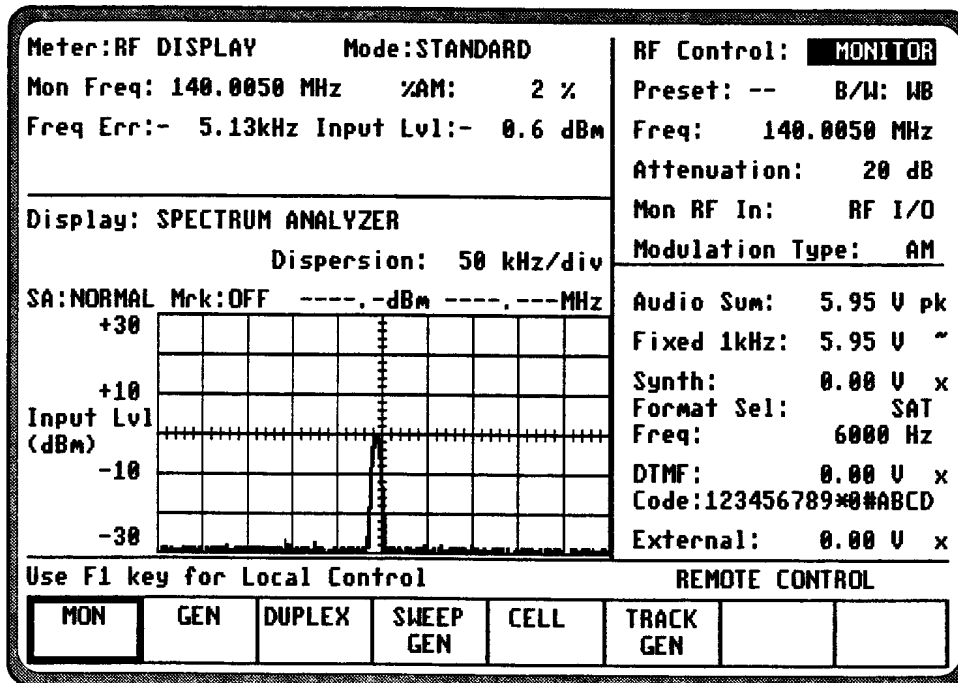 Meter:RF DISPLAY Mode:STANDARD
Mon Freq: 140.0050 MHz %AM: 2 %
Freq Err:- 5.13kHz Input Lvl:- 0.6 dBm
Display: SPECTRUM ANALYZER
Dispersion: 50 kHz/div
SA:NORMAL Mrk:OFF ----.-dBm ----.---MHz
+30
+10
Input Lvl
(dBm)
-10
-30
RF Control: MONITOR
Preset: -- B/W: WB
Freq: 140.0050 MHz
Attenuation: 20 dB
Mon RF In: RF I/O
Modulation Type: AM
Audio Sum: 5.95 V pk
Fixed 1kHz: 5.95 V ~
Synth: 0.00 V x
Format Sel: SAT
Freq: 6000 Hz
DTMF: 0.00 V x
Code:123456789*0#ABCD
External: 0.00 V x
Use F1 key for Local Control REMOTE CONTROL
MON GEN DUPLEX SWEEP GEN CELL TRACK GEN